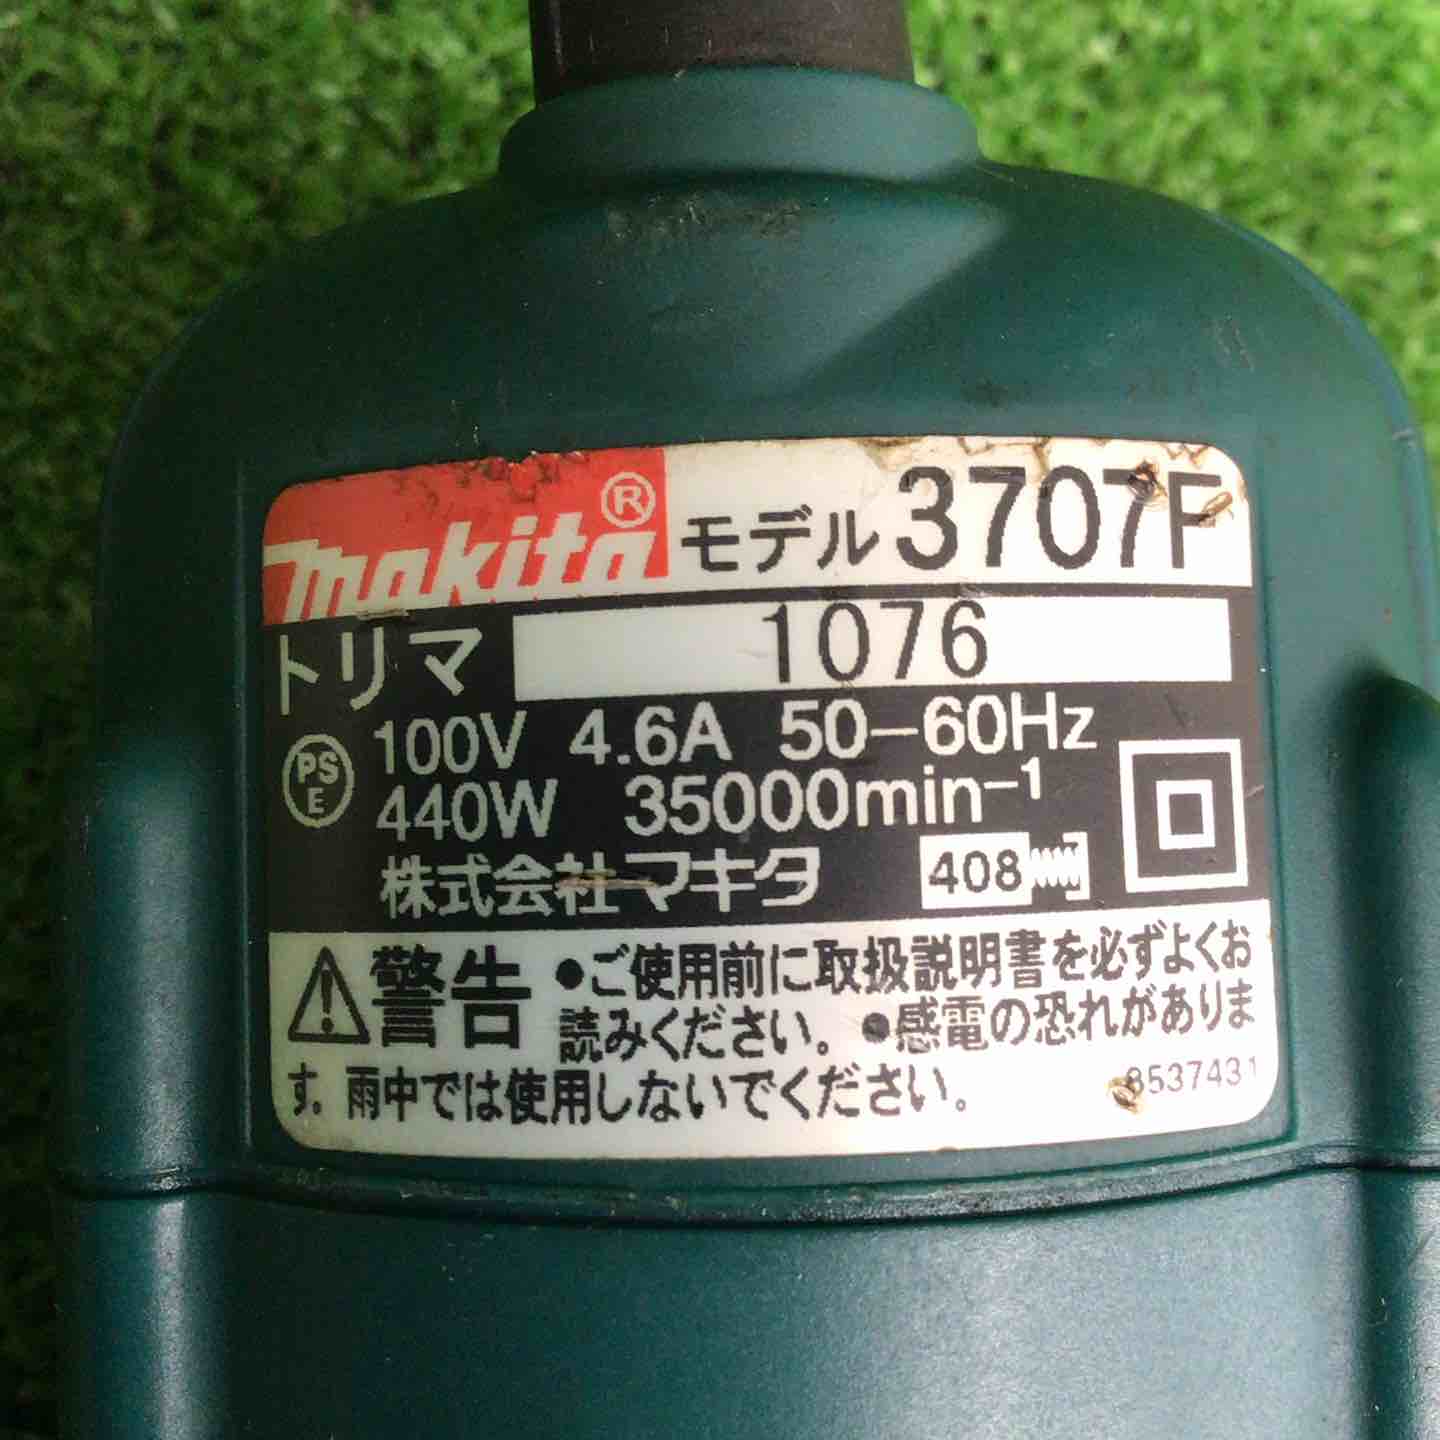 makita® モデル 3707F
トリマ 1076
PSE 100V 4.6A 50-60Hz
440W 35000min⁻¹
株式会社マキタ 408
警告 ●ご使用前に取扱説明書を必ずよくお
読みください。●感電の恐れがありま
す。雨中では使用しないでください。
8537431